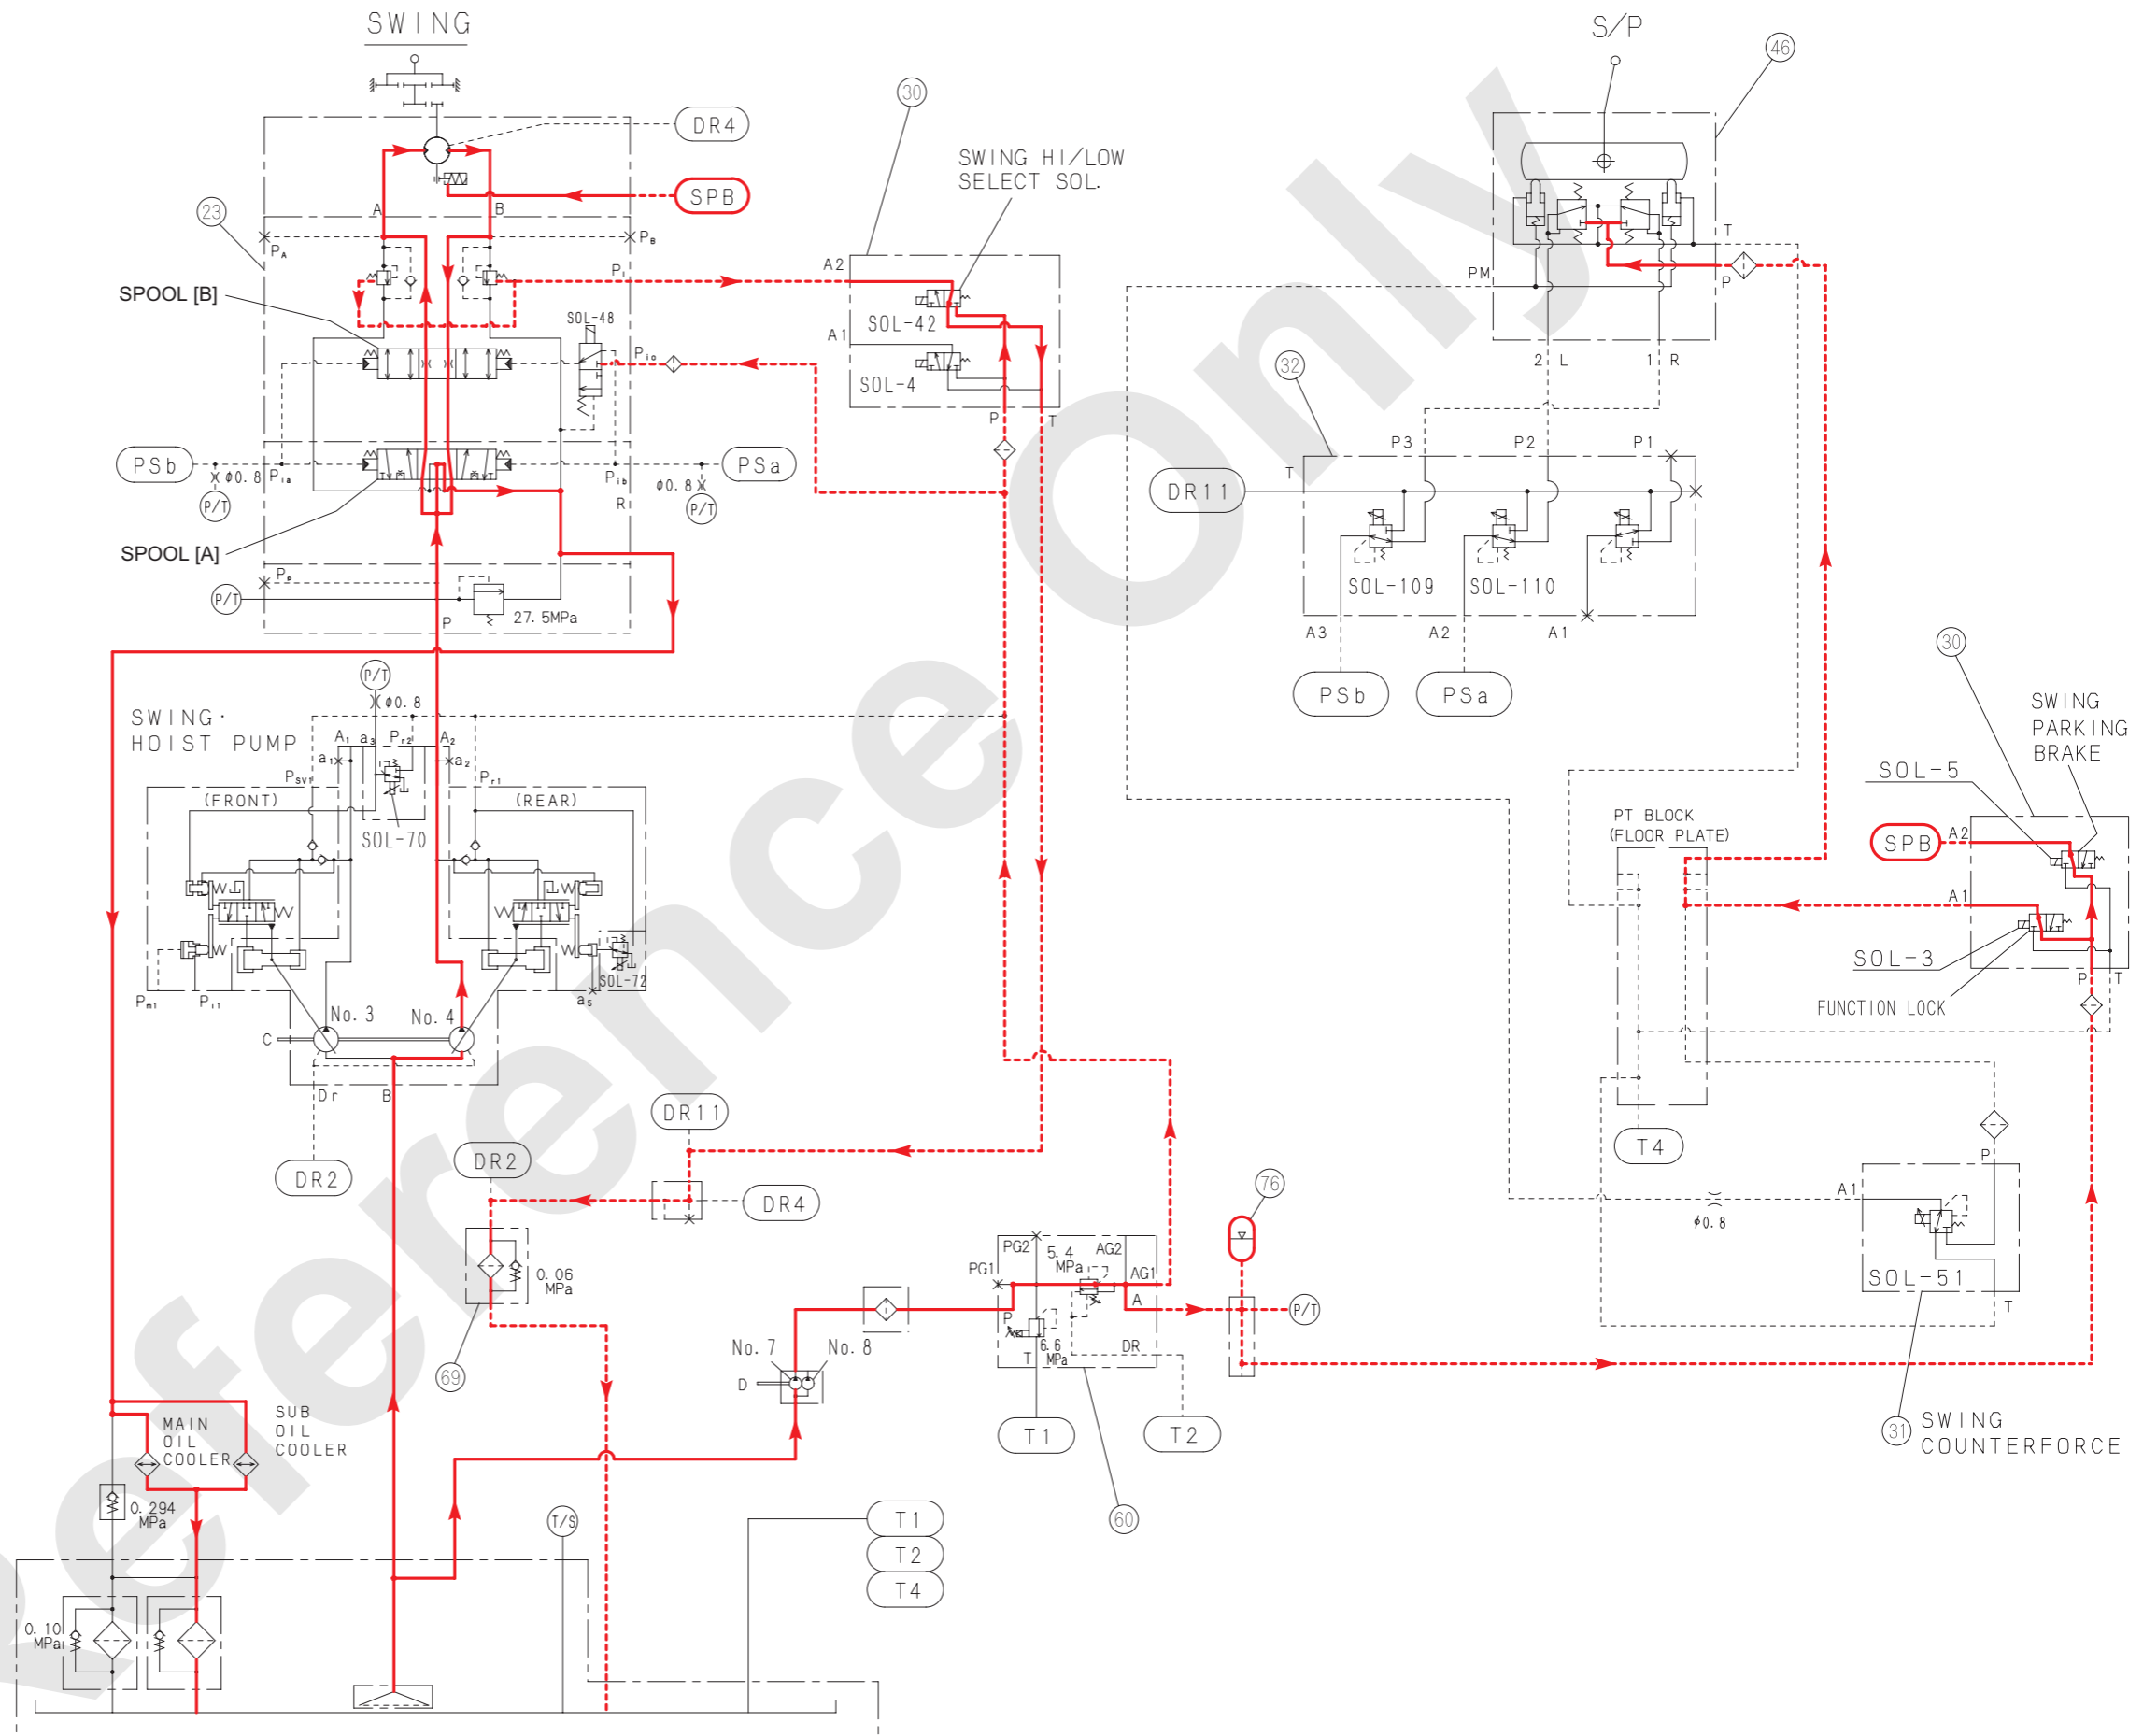 SWING
S/P
46
30
DR4
SWING HI/LOW
SELECT SOL.
SPB
23
A
B
PA
PB
T
A2
PL
PM
P
SPOOL [B]
SOL-48
SOL-42
A1
Pio
SOL-4
2 L
1 R
32
P
T
P3
P2
P1
PSb
φ0.8
Pia
Pib
φ0.8
PSa
T
DR11
P/T
R
P/T
SPOOL [A]
Pp
SOL-109
SOL-110
P/T
P
27.5MPa
A3
A2
A1
30
P/T
PSb
PSa
φ0.8
SWING
PARKING
BRAKE
SWING·
HOIST PUMP
A1
a3
Pr2
A2
a1
a2
SOL-5
Psv1
Pr1
(FRONT)
(REAR)
PT BLOCK
(FLOOR PLATE)
SOL-70
SPB
A2
A1
SOL-3
SOL-72
P
T
Pm1
Pi1
a5
No.3
No.4
FUNCTION LOCK
C
Dr
B
DR11
DR2
DR2
T4
P
76
DR4
A1
φ0.8
PG2
5.4
MPa
AG2
PG1
AG1
0.06
MPa
SOL-51
A
P/T
T
P
No.7
No.8
6.6
MPa
T
DR
69
D
MAIN
OIL
COOLER
SUB
OIL
COOLER
T1
T2
31
SWING
COUNTERFORCE
0.294
MPa
T/S
T1
60
T2
T4
0.10
MPa
Reference Only